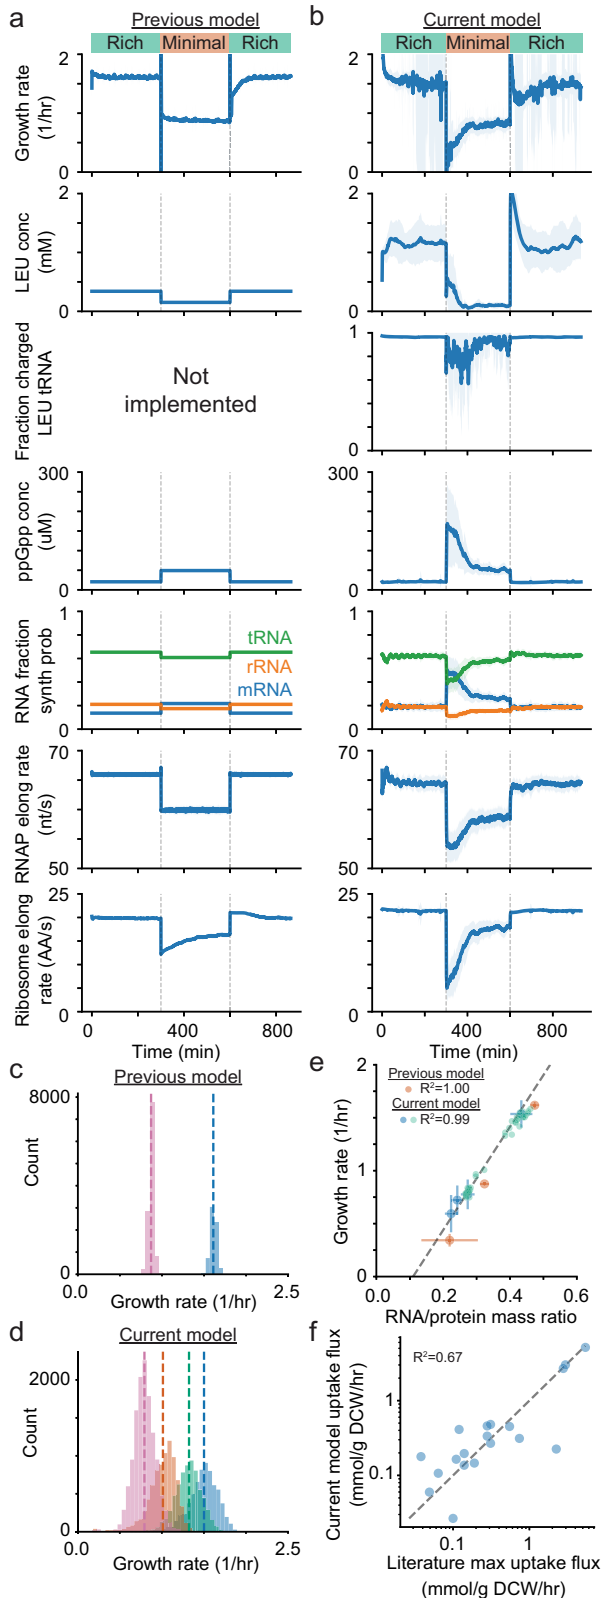 a
Previous model
Rich
Minimal
Rich
Growth rate
(1/hr)
2
0
LEU conc
(mM)
2
0
Fraction charged
LEU tRNA
Not
implemented
ppGpp conc
(uM)
300
0
RNA fraction
synth prob
1
0
tRNA
rRNA
mRNA
RNAP elong rate
(nt/s)
70
50
Ribosome elong
rate (AA/s)
25
0
0
400
800
Time (min)
b
Current model
Rich
Minimal
Rich
2
0
2
0
1
0
300
0
1
0
70
50
25
0
0
400
800
Time (min)
c
Previous model
8000
Count
0
0.0
2.5
Growth rate (1/hr)
d
Current model
2000
Count
0
0.0
2.5
Growth rate (1/hr)
e
2
Previous model
R²=1.00
Current model
R²=0.99
Growth rate (1/hr)
1
0
0.0
0.2
0.4
0.6
RNA/protein mass ratio
f
R²=0.67
Current model uptake flux
(mmol/g DCW/hr)
1
0.1
0.1
1
Literature max uptake flux
(mmol/g DCW/hr)